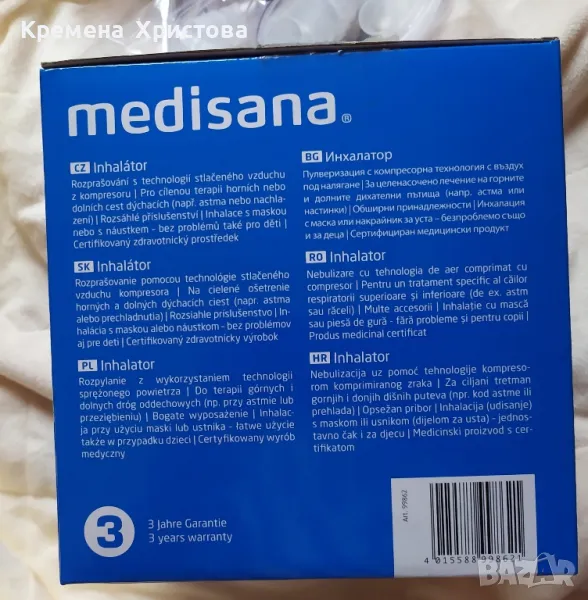 Кремена Христова
medisana®
CZ Inhalátor
Rozprašování s technologií stlačeného vzduchu
z kompresoru | Pro cílenou terapii horních nebo
dolních cest dýchacích (např. astma nebo nachla-
zení) | Rozsáhlé příslušenství | Inhalace s maskou
nebo s náustkem - bez problémů také pro děti |
Certifikovaný zdravotnický prostředek
SK Inhalátor
Rozprašovanie pomocou technológie stlačeného
vzduchu kompresora | Na cielené ošetrenie
horných a dolných dýchacích ciest (napr. astma
alebo prechladnutia) | Rozsiahle príslušenstvo | In-
halácia s maskou alebo náustkom - bez problémov
aj pre deti | Certifikovaný zdravotnícky výrobok
PL Inhalator
Rozpylanie z wykorzystaniem technologii
sprężonego powietrza | Do terapii górnych i
dolnych dróg oddechowych (np. przy astmie lub
przeziębieniu) | Bogate wyposażenie | Inhalac-
ja przy użyciu maski lub ustnika - łatwe użycie
także w przypadku dzieci | Certyfikowany wyrób
medyczny
BG Инхалатор
Пулверизация с компресорна технология с въздух
под налягане | За целенасочено лечение на горните
и долните дихателни пътища (напр. астма или
настинки) | Обширни принадлежности | Инхалация
с маска или накрайник за уста – безпроблемно също
и за деца | Сертифициран медицински продукт
RO Inhalator
Nebulizare cu tehnologia de aer comprimat cu
compresor | Pentru un tratament specific al căilor
respiratorii superioare și inferioare (de ex. astm
sau răceli) | Multe accesorii | Inhalație cu mască
sau piesă de gură - fără probleme și pentru copii |
Produs medicinal certificat
HR Inhalator
Nebulizacija uz pomoć tehnologije kompreso-
rom komprimiranog zraka | Za ciljani tretman
gornjih i donjih dišnih puteva (npr. kod astme ili
prehlada) | Opsežan pribor | Inhalacija (udisanje)
s maskom ili usnikom (dijelom za usta) - jednos-
tavno čak i za djecu | Medicinski proizvod s cer-
tifikatom
3
3 Jahre Garantie
3 years warranty
Art. 99862
4 015588 998621
BAZAR